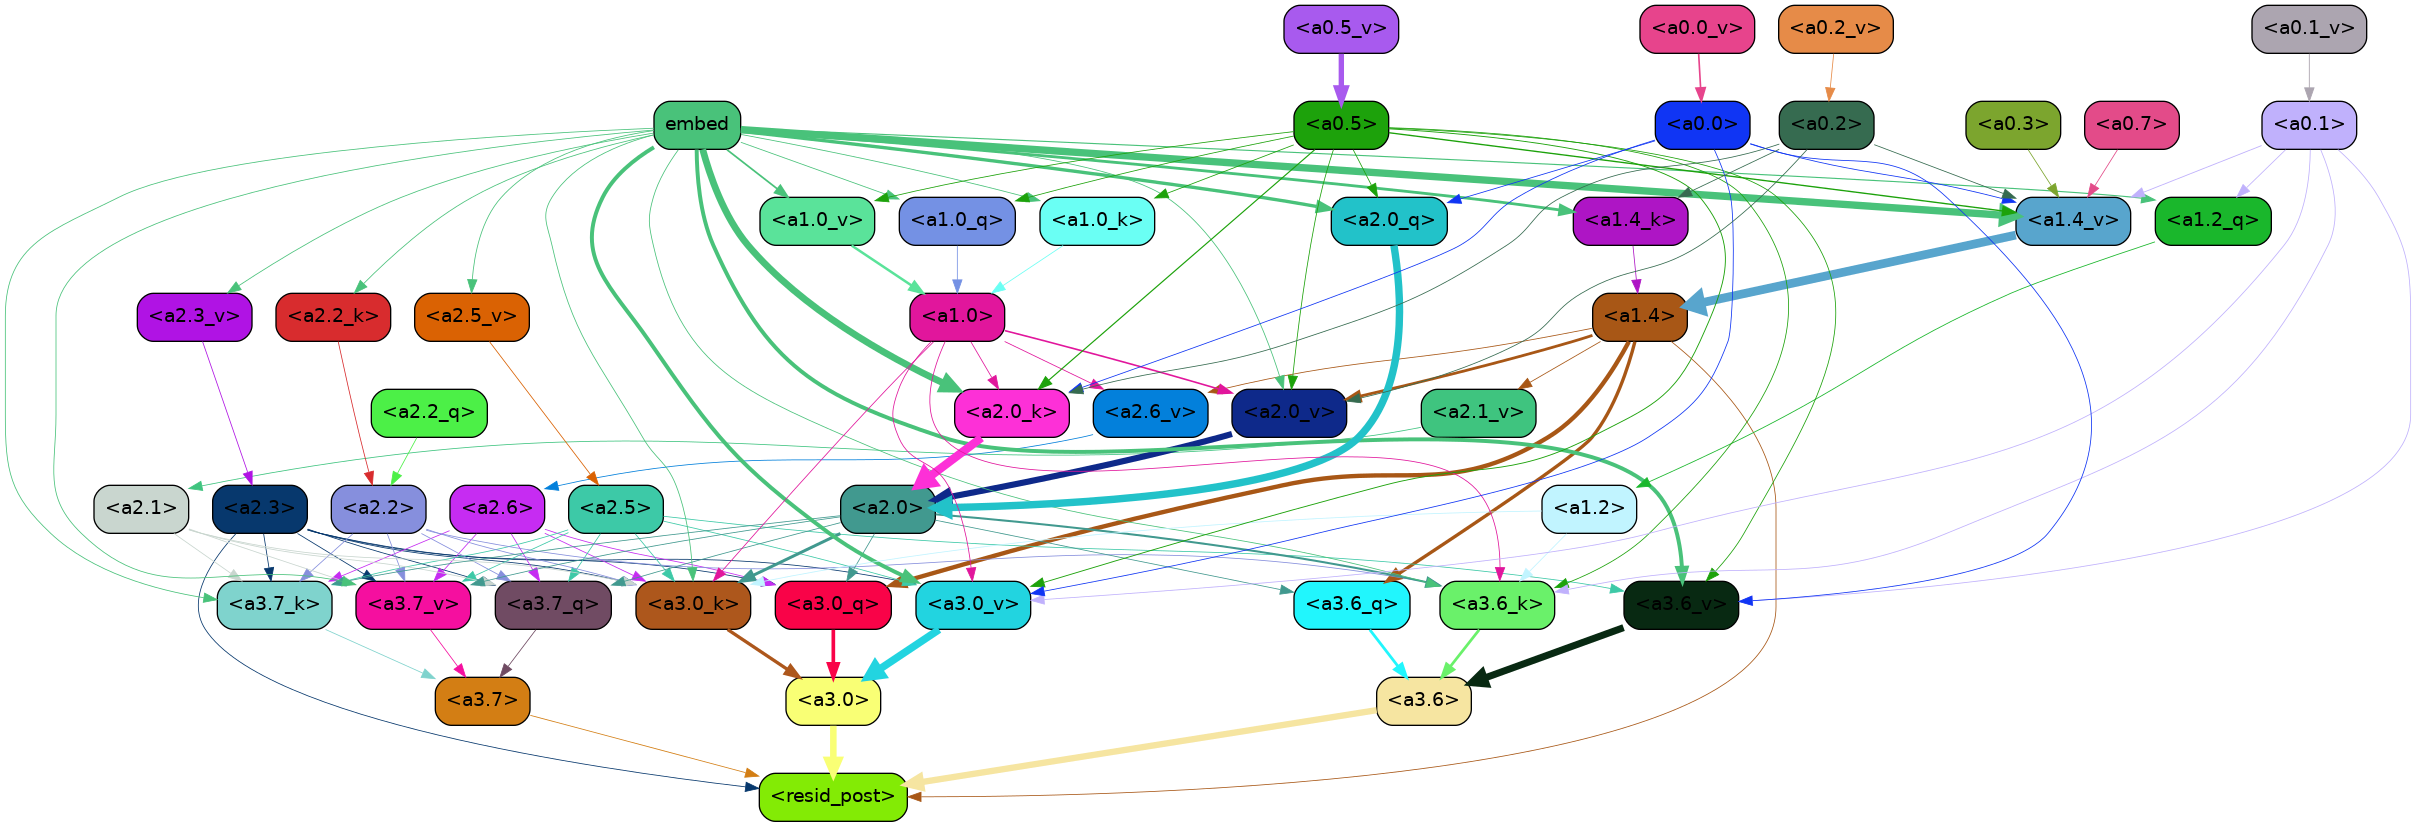 <a0.5_v>
<a0.0_v>
<a0.2_v>
<a0.1_v>
embed
<a0.5>
<a0.0>
<a0.2>
<a0.3>
<a0.7>
<a0.1>
<a1.0_v>
<a1.0_q>
<a1.0_k>
<a2.0_q>
<a1.4_k>
<a1.4_v>
<a1.2_q>
<a2.3_v>
<a2.2_k>
<a2.5_v>
<a1.0>
<a1.4>
<a2.2_q>
<a2.0_k>
<a2.6_v>
<a2.0_v>
<a2.1_v>
<a2.1>
<a2.3>
<a2.2>
<a2.6>
<a2.5>
<a2.0>
<a1.2>
<a3.7_k>
<a3.7_v>
<a3.7_q>
<a3.0_k>
<a3.0_q>
<a3.0_v>
<a3.6_q>
<a3.6_k>
<a3.6_v>
<a3.7>
<a3.0>
<a3.6>
<resid_post>